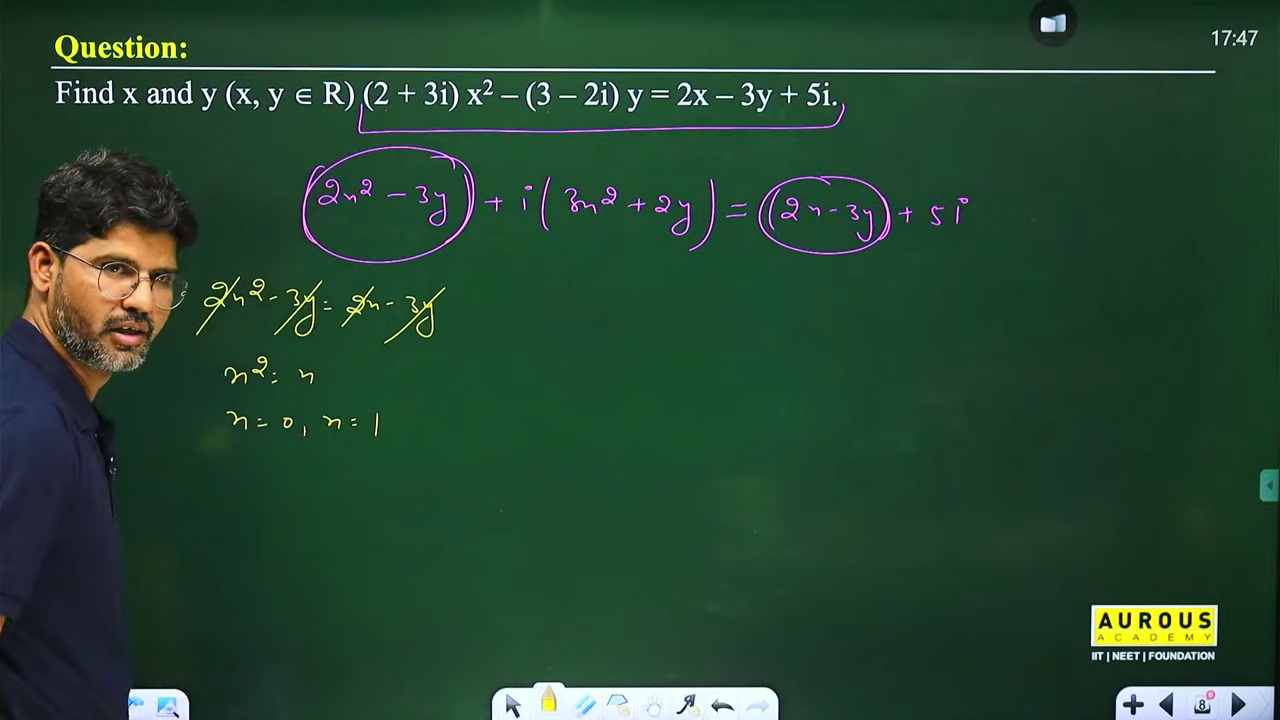 17:47
Question:
Find x and y (x, y ∈ R) (2 + 3i) x² – (3 – 2i) y = 2x – 3y + 5i.
(2x² - 3y) + i(3x² + 2y) = (2x - 3y) + 5i
2x² - 3y = 2x - 3y
x² = x
x = 0, x = 1
AUROUS
ACADEMY
IIT | NEET | FOUNDATION
8